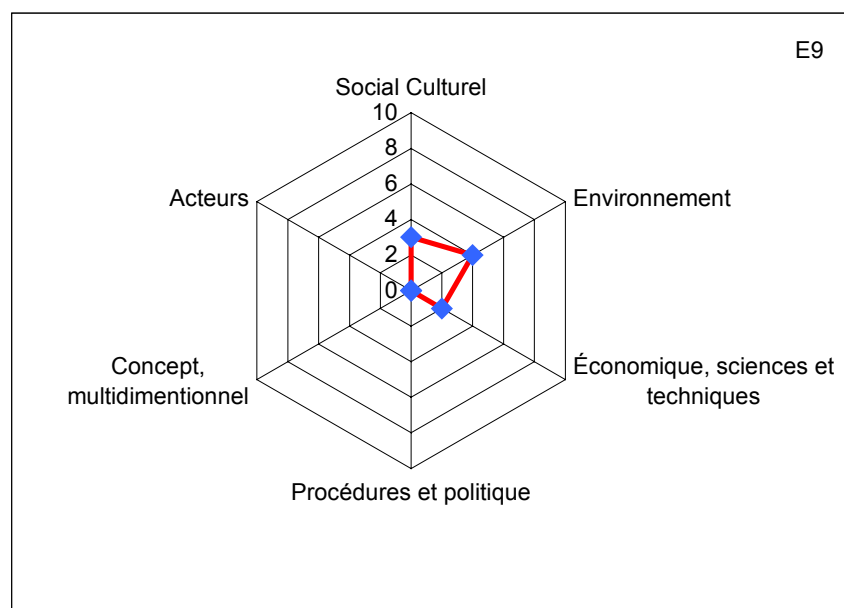 E9
Social Culturel
10
8
6
4
2
0
Environnement
Économique, sciences et
techniques
Procédures et politique
Concept,
multidimentionnel
Acteurs